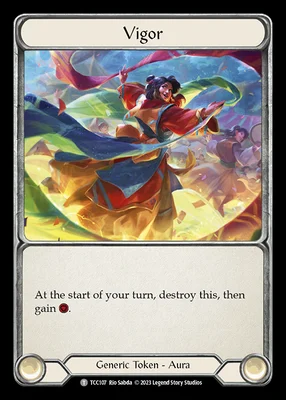 Vigor
At the start of your turn, destroy this, then
gain .
Generic Token - Aura
T TCC107 Rio Sabda © 2023 Legend Story Studios